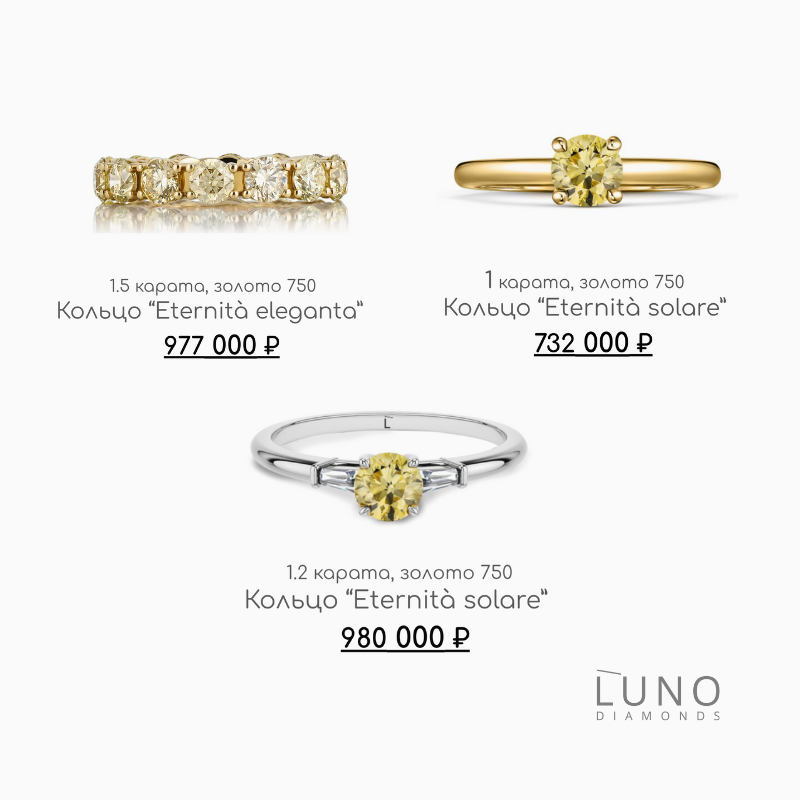 1.5 карата, золото 750
Кольцо “Eternità eleganta”
977 000 ₽
1 карата, золото 750
Кольцо “Eternità solare”
732 000 ₽
L
1.2 карата, золото 750
Кольцо “Eternità solare”
980 000 ₽
LUNO
DIAMONDS